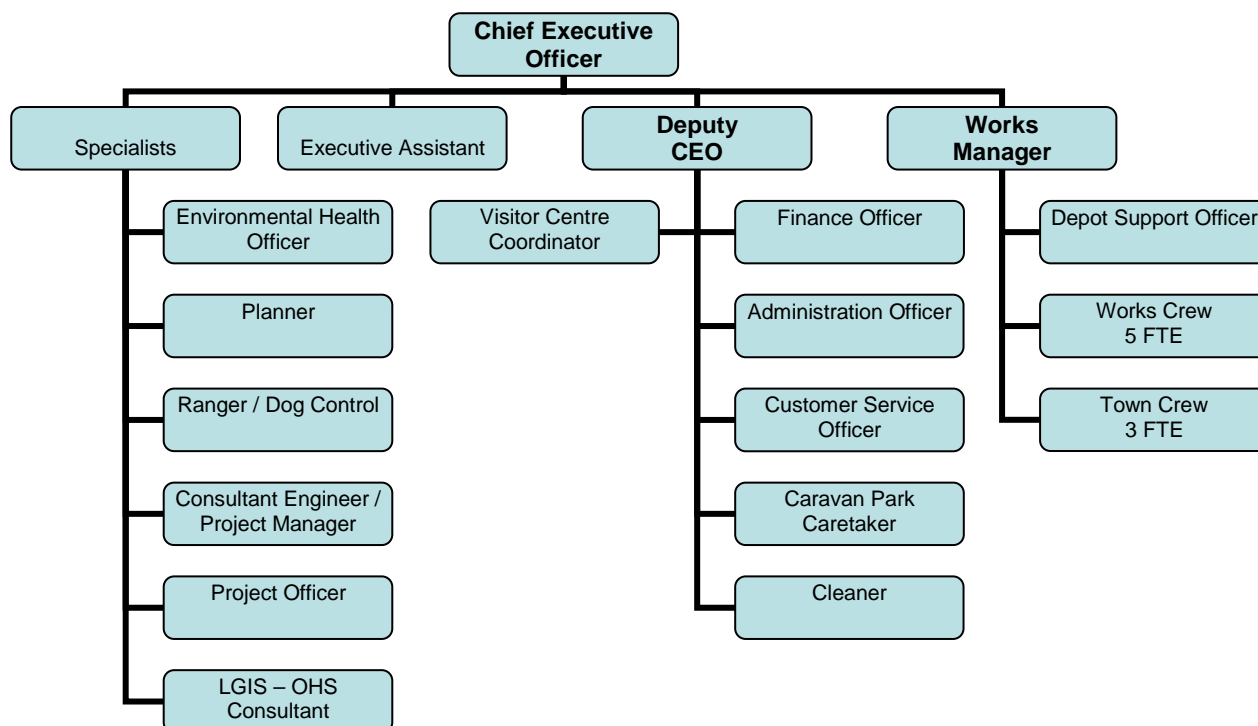 Chief Executive
Officer
Specialists
Executive Assistant
Deputy
CEO
Works
Manager
Environmental Health
Officer
Planner
Ranger / Dog Control
Consultant Engineer /
Project Manager
Project Officer
LGIS – OHS
Consultant
Visitor Centre
Coordinator
Finance Officer
Administration Officer
Customer Service
Officer
Caravan Park
Caretaker
Cleaner
Depot Support Officer
Works Crew
5 FTE
Town Crew
3 FTE